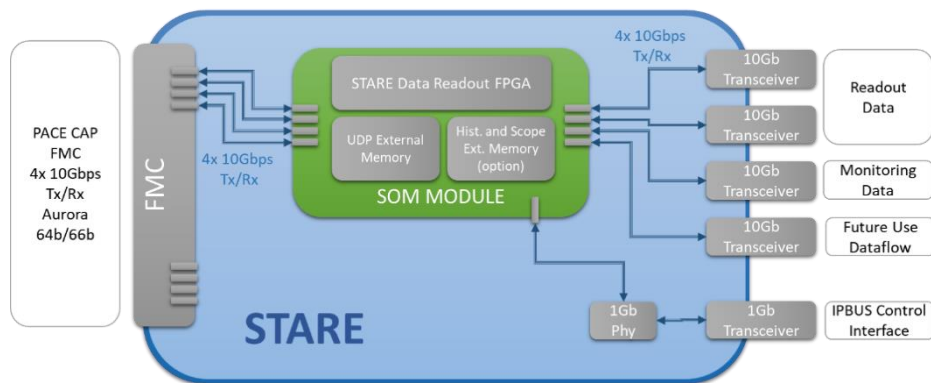 PACE CAP
FMC
4x 10Gbps
Tx/Rx
Aurora
64b/66b
FMC
4x 10Gbps
Tx/Rx
STARE Data Readout FPGA
UDP External
Memory
Hist. and Scope
Ext. Memory
(option)
SOM MODULE
4x 10Gbps
Tx/Rx
10Gb
Transceiver
10Gb
Transceiver
Readout
Data
10Gb
Transceiver
Monitoring
Data
10Gb
Transceiver
Future Use
Dataflow
STARE
1Gb
Phy
1Gb
Transceiver
IPBUS Control
Interface